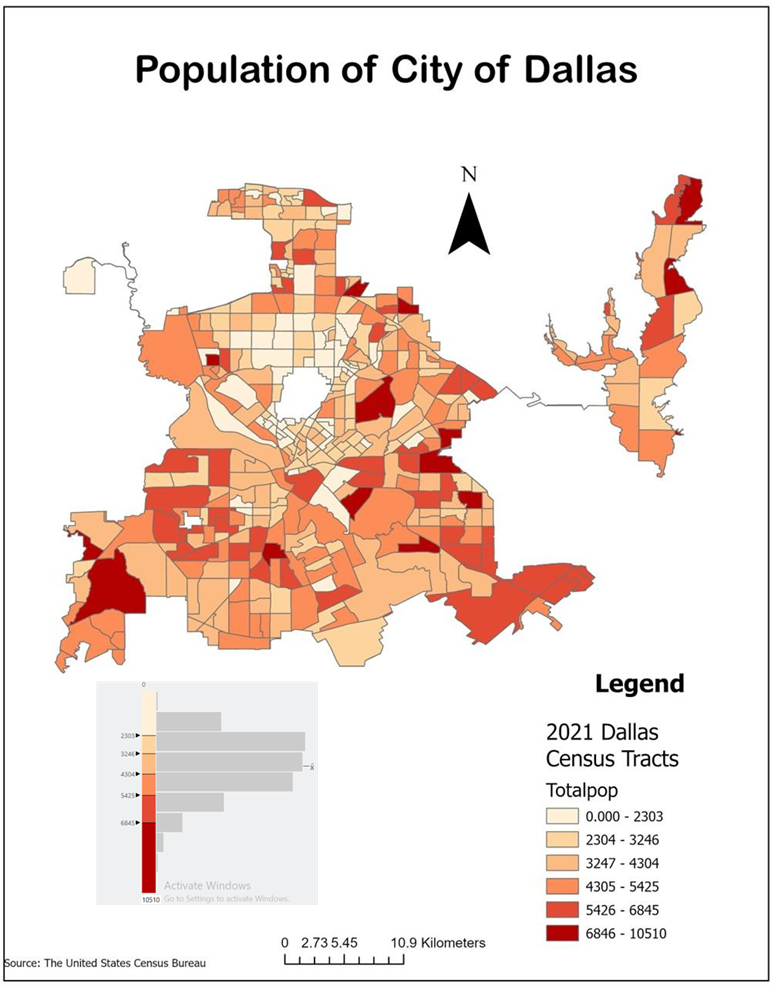 Population of City of Dallas
N
Legend
2021 Dallas
Census Tracts
Totalpop
0.000 - 2303
2304 - 3246
3247 - 4304
4305 - 5425
5426 - 6845
6846 - 10510
0
2303
3246
x̄
4304
5425
6845
10510
Activate Windows
Go to Settings to activate Windows.
0 2.73 5.45 10.9 Kilometers
Source: The United States Census Bureau